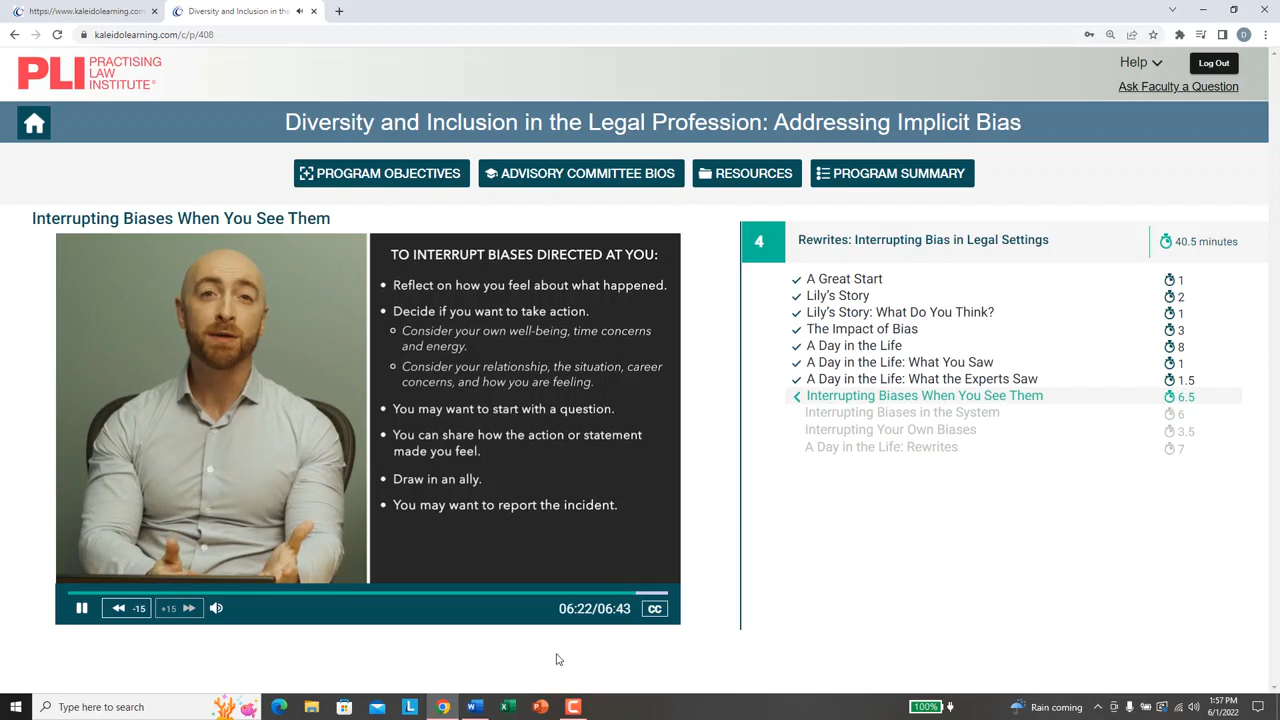 https://www.kaleidolearning.com
Diversity and Inclusion in the
kaleidolearning.com/c/p/408
D
PLI PRACTISING
LAW
INSTITUTE®
Help
Log Out
Ask Faculty a Question
Diversity and Inclusion in the Legal Profession: Addressing Implicit Bias
PROGRAM OBJECTIVES
ADVISORY COMMITTEE BIOS
RESOURCES
PROGRAM SUMMARY
Interrupting Biases When You See Them
TO INTERRUPT BIASES DIRECTED AT YOU:
• Reflect on how you feel about what happened.
• Decide if you want to take action.
Consider your own well-being, time concerns
and energy.
Consider your relationship, the situation, career
concerns, and how you are feeling.
• You may want to start with a question.
• You can share how the action or statement
made you feel.
• Draw in an ally.
• You may want to report the incident.
-15
+15
06:22/06:43
CC
4 Rewrites: Interrupting Bias in Legal Settings 40.5 minutes
A Great Start 1
Lily's Story 2
Lily's Story: What Do You Think? 1
The Impact of Bias 3
A Day in the Life 8
A Day in the Life: What You Saw 1
A Day in the Life: What the Experts Saw 1.5
Interrupting Biases When You See Them 6.5
Interrupting Biases in the System 6
Interrupting Your Own Biases 3.5
A Day in the Life: Rewrites 7
Type here to search
L
100%
Rain coming
1:57 PM
6/1/2022